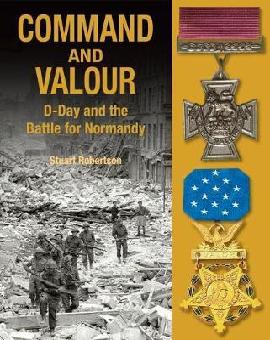 COMMAND
AND
VALOUR
D-Day and the
Battle for Normandy
Stuart Robertson